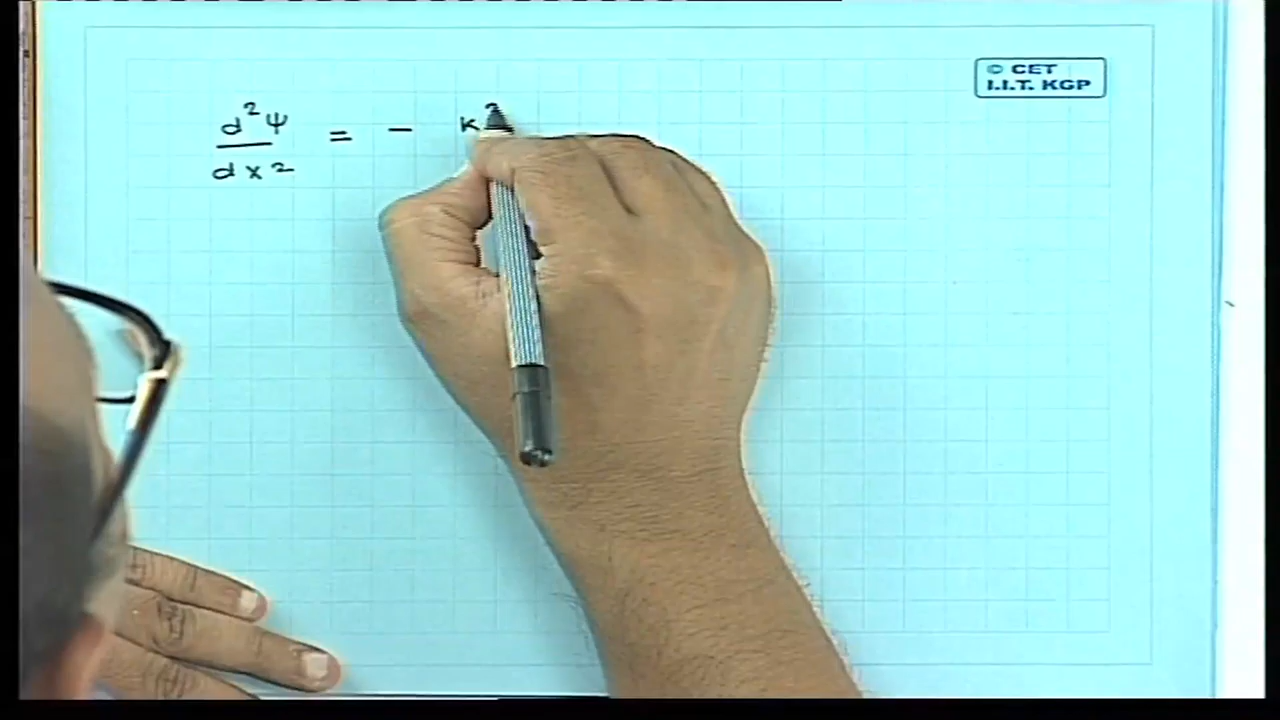 © CET
I.I.T. KGP
d²ψ
dx2
= - k²